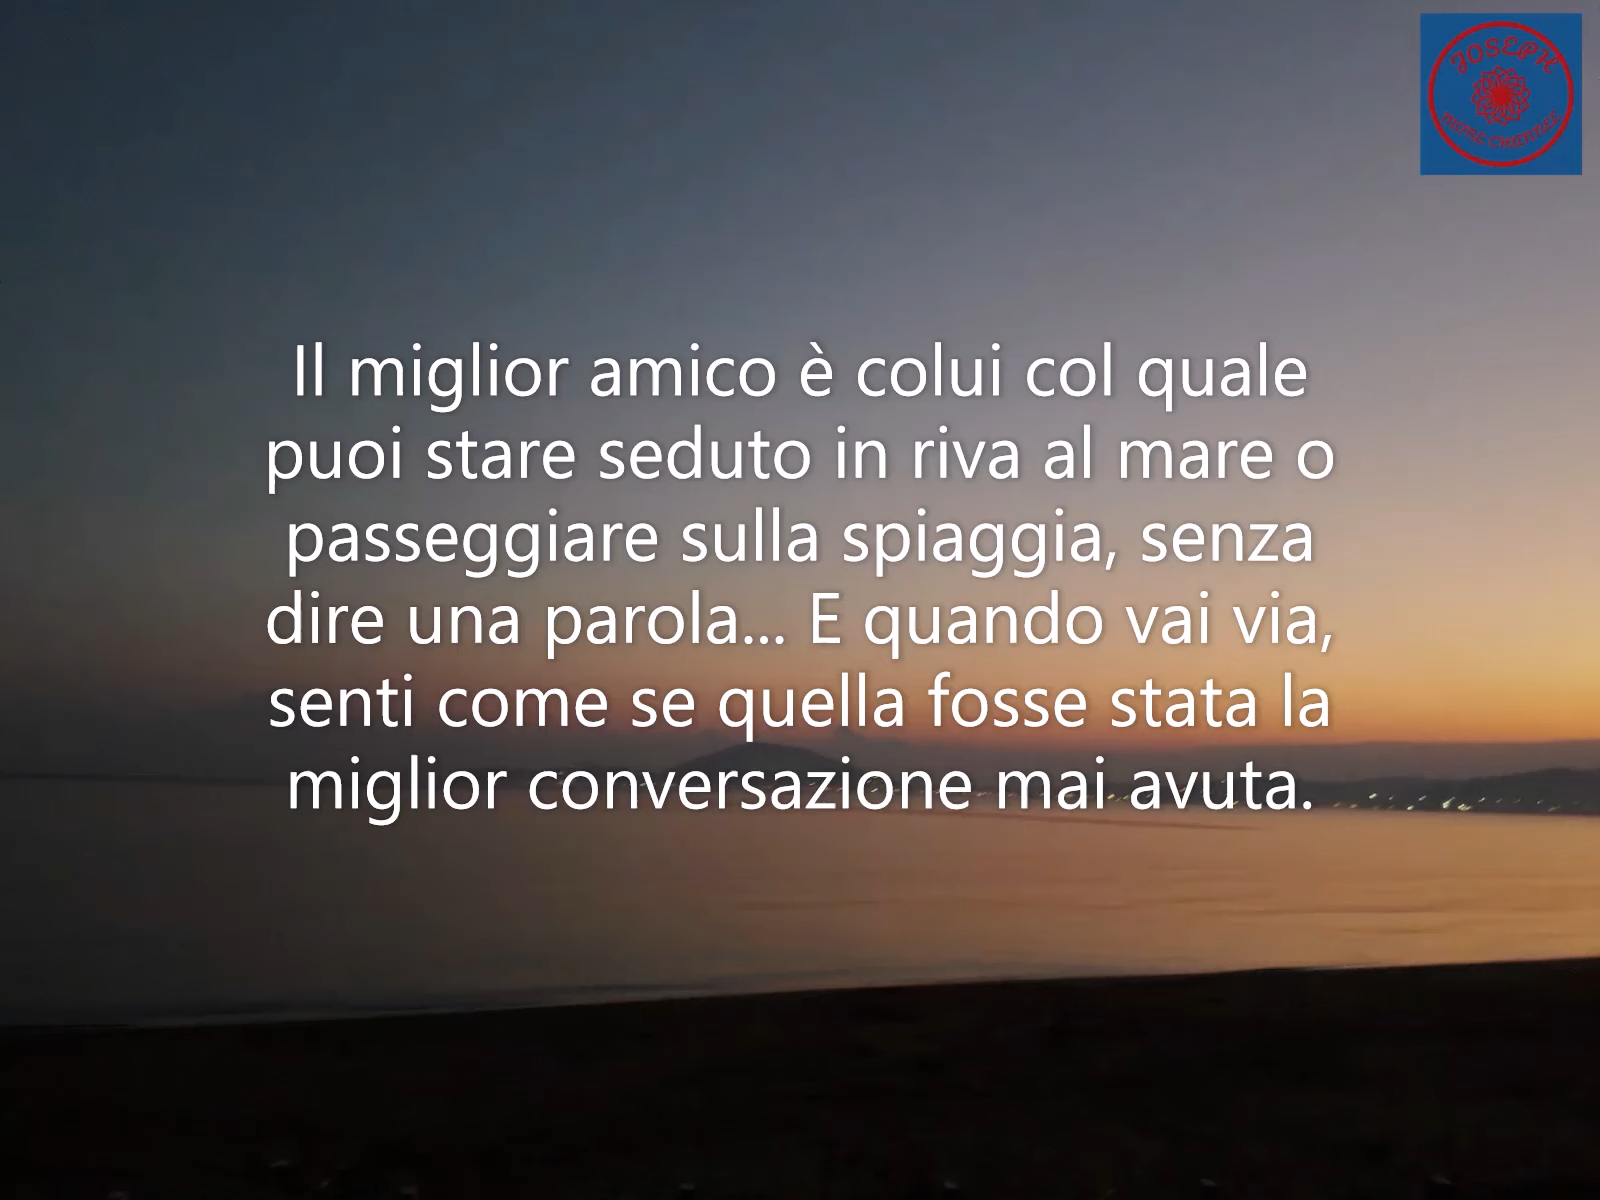 JOSEPH
Il miglior amico è colui col quale
puoi stare seduto in riva al mare o
passeggiare sulla spiaggia, senza
dire una parola... E quando vai via,
senti come se quella fosse stata la
miglior conversazione mai avuta.